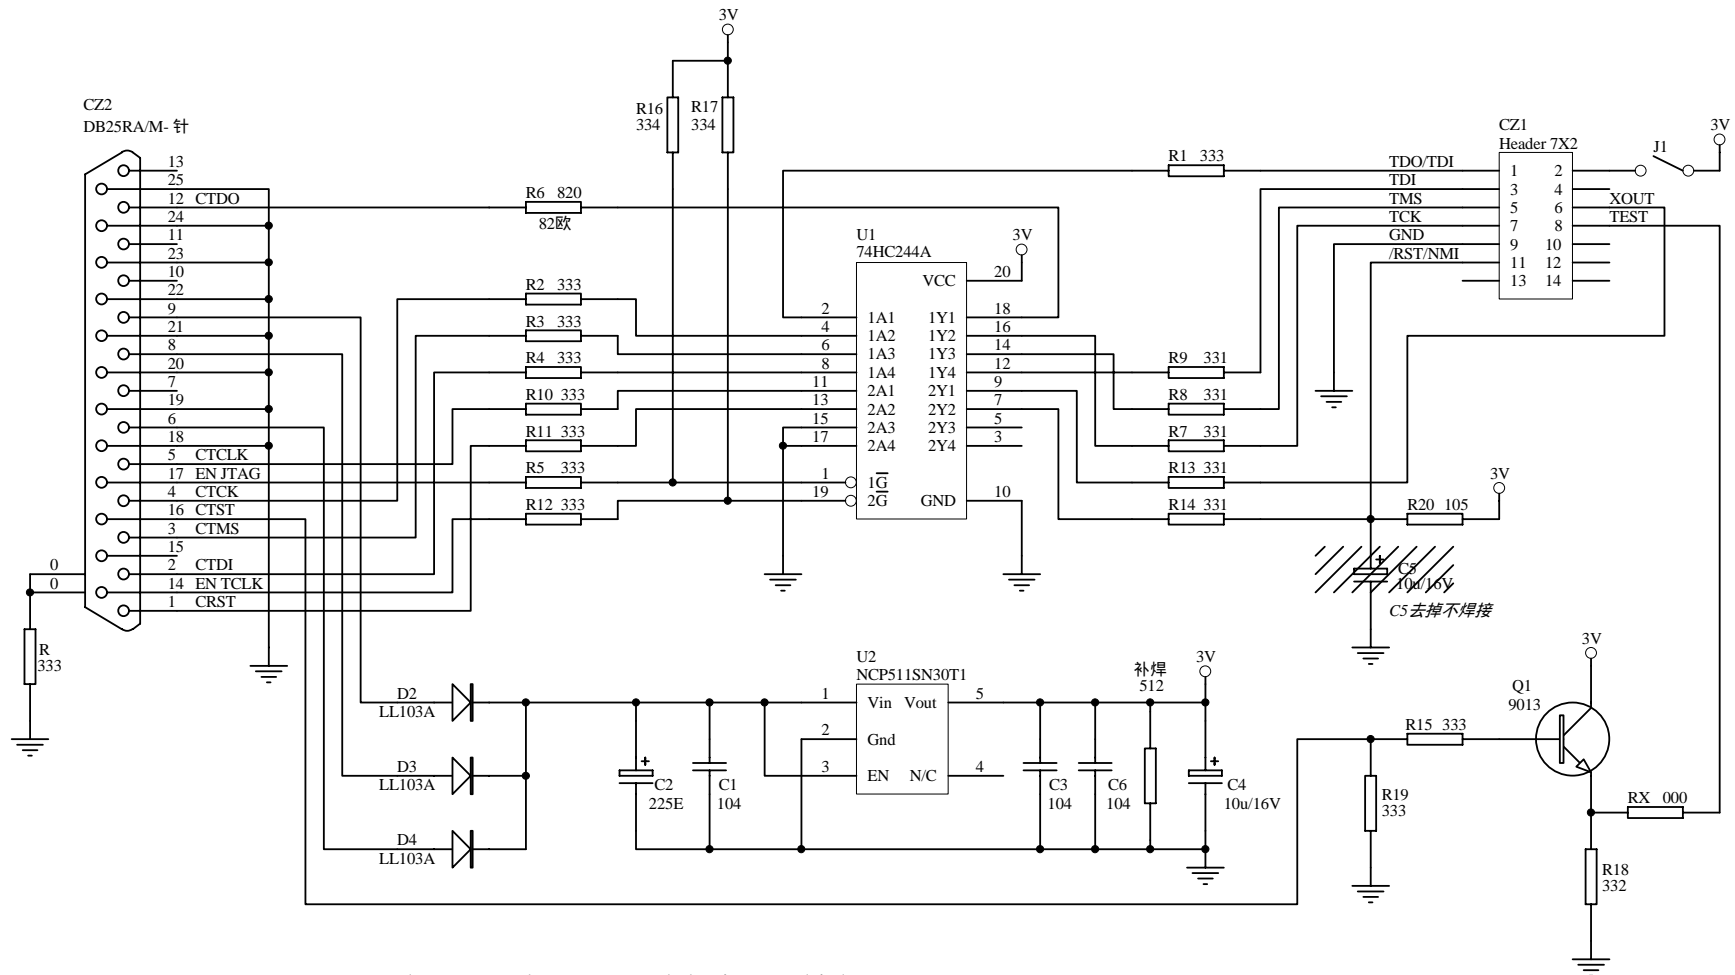 3V
CZ2
DB25RA/M- 针
R16
334
R17
334
CZ1
Header 7X2
3V
J1
13
25
12 CTDO
24
11
23
10
22
9
21
8
20
7
19
6
18
5 CTCLK
17 EN JTAG
4 CTCK
16 CTST
3 CTMS
15
2 CTDI
14 EN TCLK
1 CRST
0
0
R
333
R6 820
82欧
R2 333
R3 333
R4 333
R10 333
R11 333
R5 333
R12 333
U1
74HC244A
3V
VCC 20
2 1A1 1Y1 18
4 1A2 1Y2 16
6 1A3 1Y3 14
8 1A4 1Y4 12
11 2A1 2Y1 9
13 2A2 2Y2 7
15 2A3 2Y3 5
17 2A4 2Y4 3
1 1G
19 2G GND 10
R1 333
R9 331
R8 331
R7 331
R13 331
R14 331
TDO/TDI 1 2
TDI 3 4
TMS 5 6 XOUT
TCK 7 8 TEST
GND 9 10
/RST/NMI 11 12
13 14
3V
R20 105
C5
10u/16V
C5去掉不焊接
D2
LL103A
D3
LL103A
D4
LL103A
C2
225E
C1
104
U2
NCP511SN30T1
1 Vin Vout 5
2 Gnd
3 EN N/C 4
C3
104
C6
104
补焊
512
3V
C4
10u/16V
3V
Q1
9013
R15 333
R19
333
RX 000
R18
332